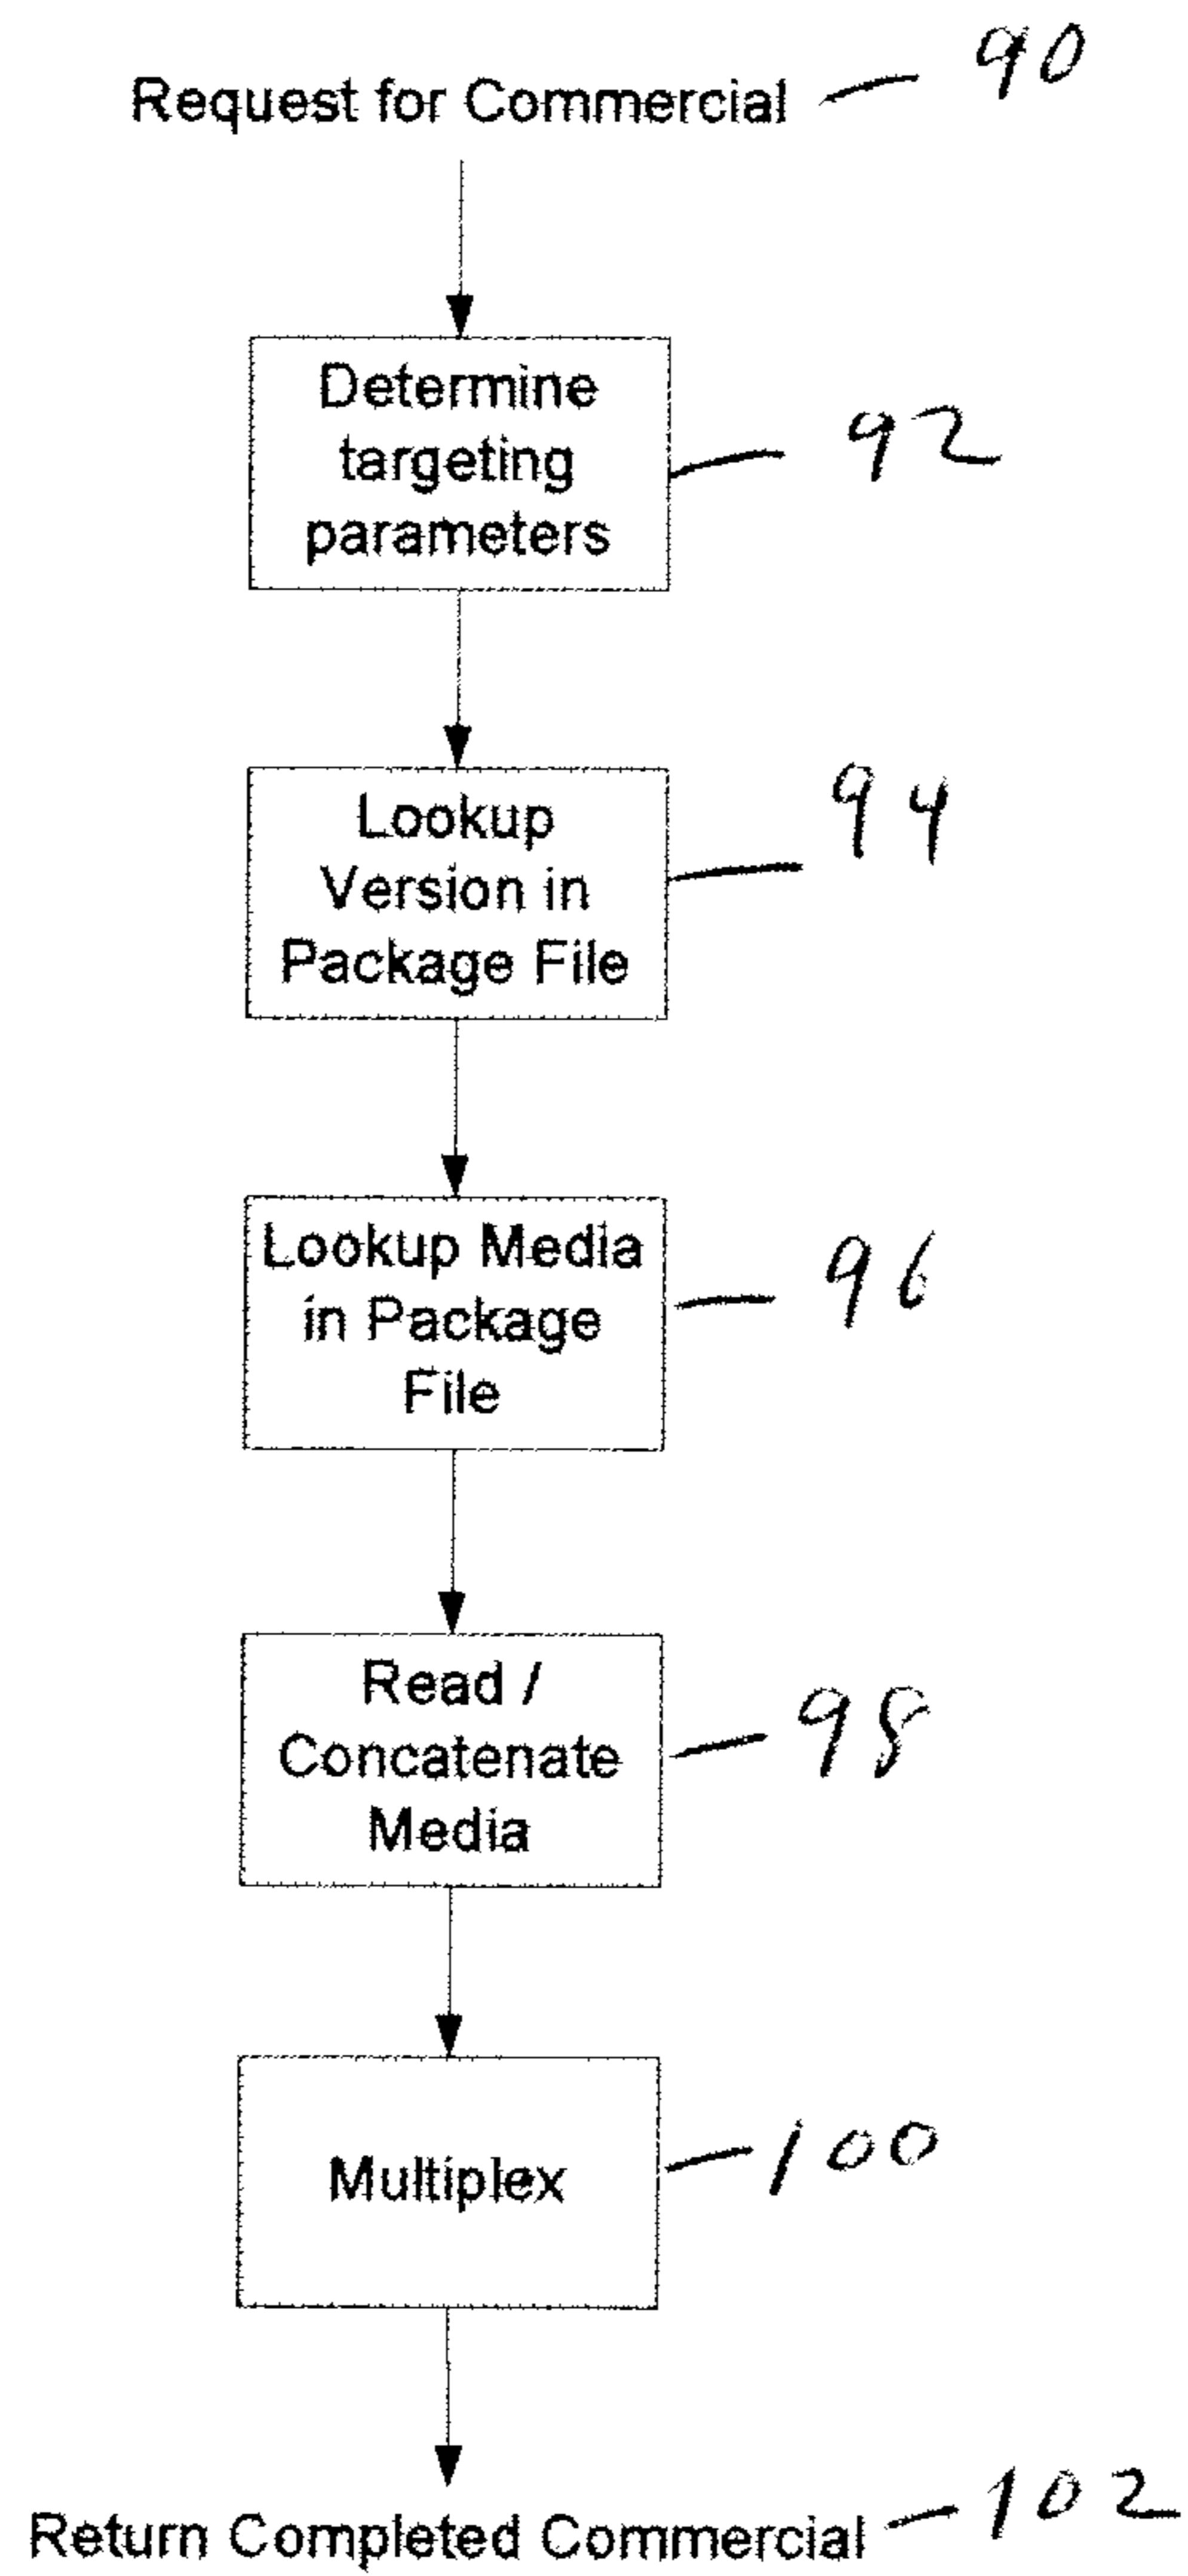 Request for Commercial 90
Determine
targeting
parameters
92
Lookup
Version in
Package File
94
Lookup Media
in Package
File
96
Read /
Concatenate
Media
98
Multiplex
100
Return Completed Commercial 102